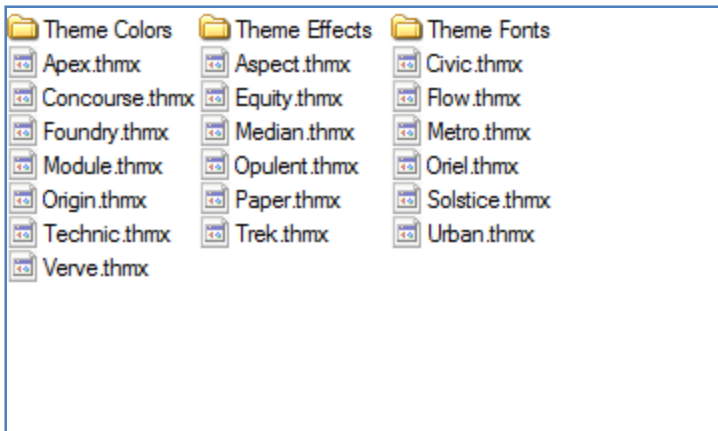 Theme Colors Theme Effects Theme Fonts
Apex.thmx Aspect.thmx Civic.thmx
Concourse.thmx Equity.thmx Flow.thmx
Foundry.thmx Median.thmx Metro.thmx
Module.thmx Opulent.thmx Oriel.thmx
Origin.thmx Paper.thmx Solstice.thmx
Technic.thmx Trek.thmx Urban.thmx
Verve.thmx